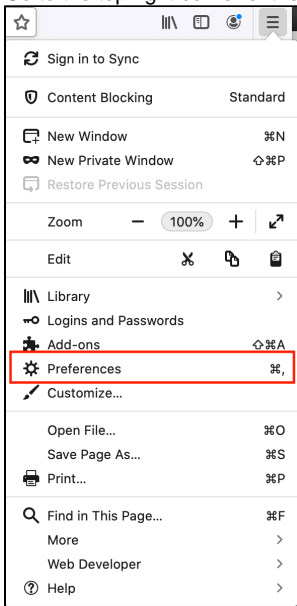 Sign in to Sync
Content Blocking Standard
New Window ⌘N
New Private Window ⇧⌘P
Restore Previous Session
Zoom − 100% +
Edit
Library >
Logins and Passwords
Add-ons ⇧⌘A
Preferences ⌘,
Customize...
Open File... ⌘O
Save Page As... ⌘S
Print... ⌘P
Find in This Page... ⌘F
More >
Web Developer >
Help >